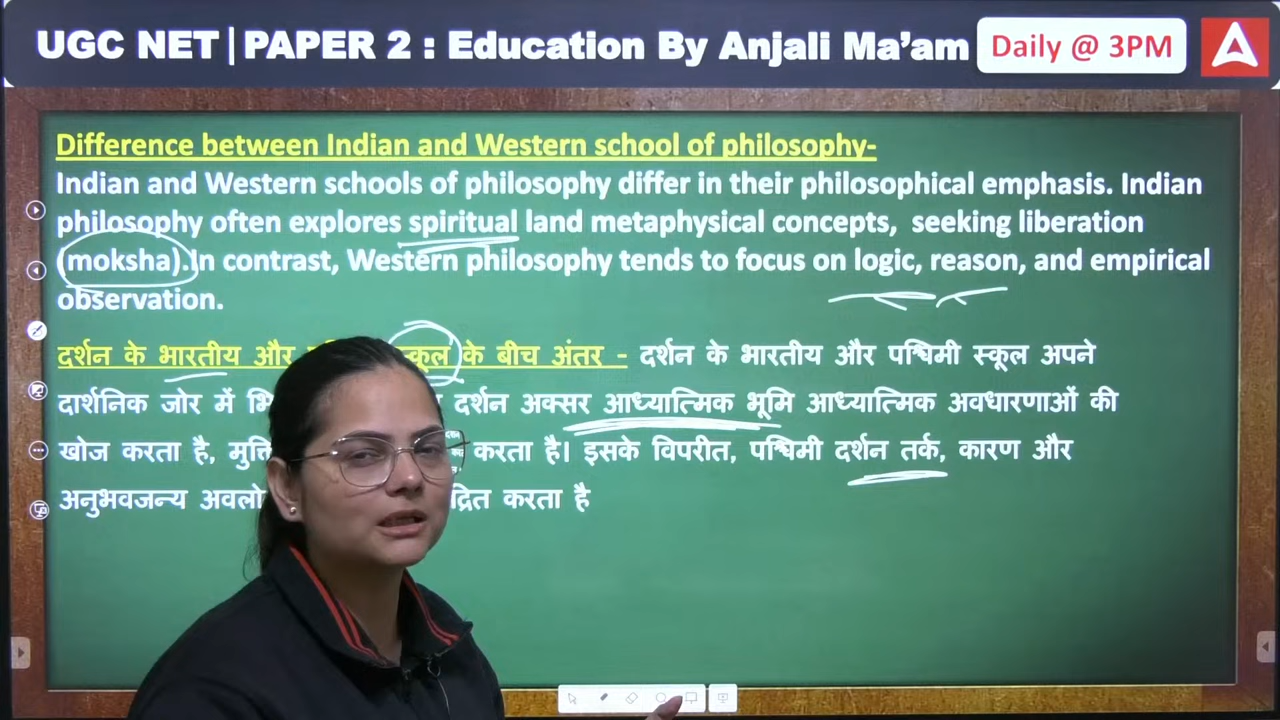 UGC NET | PAPER 2 : Education By Anjali Ma'am
Daily @ 3PM
Difference between Indian and Western school of philosophy-
Indian and Western schools of philosophy differ in their philosophical emphasis. Indian
philosophy often explores spiritual land metaphysical concepts, seeking liberation
(moksha).In contrast, Western philosophy tends to focus on logic, reason, and empirical
observation.
दर्शन के भारतीय और स्कूल के बीच अंतर - दर्शन के भारतीय और पश्चिमी स्कूल अपने
दार्शनिक जोर में दर्शन अक्सर आध्यात्मिक भूमि आध्यात्मिक अवधारणाओं की
खोज करता है, करता है। इसके विपरीत, पश्चिमी दर्शन तर्क, कारण और
अनुभवजन्य करता है